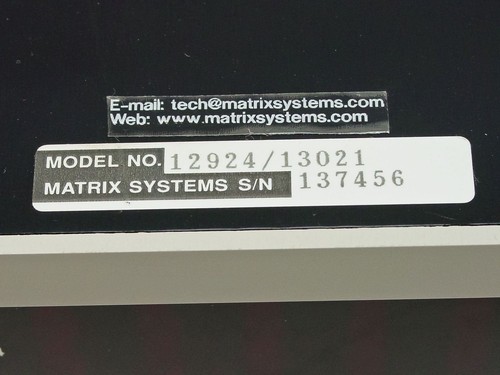 E-mail: tech@matrixsystems.com
Web: www.matrixsystems.com
MODEL NO. 12924/13021
MATRIX SYSTEMS S/N 137456